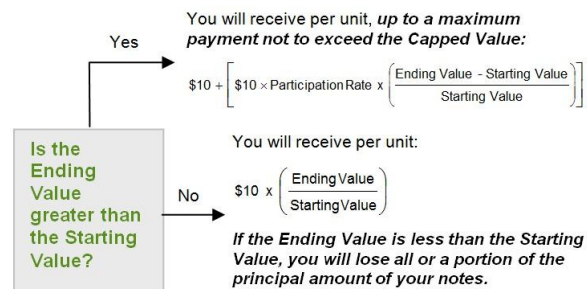 You will receive per unit, up to a maximum
payment not to exceed the Capped Value:
Yes
$10 + [ $10 × Participation Rate x ( Ending Value - Starting Value / Starting Value ) ]
Is the
Ending
Value
greater than
the Starting
Value?
No
You will receive per unit:
$10 x ( Ending Value / Starting Value )
If the Ending Value is less than the Starting
Value, you will lose all or a portion of the
principal amount of your notes.